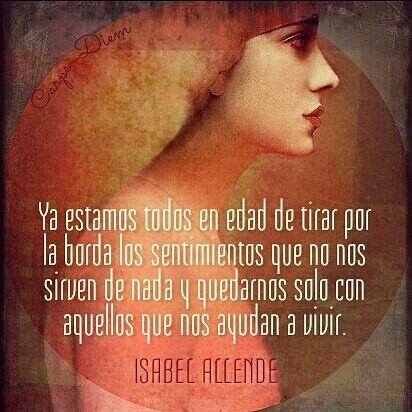 Carpe Diem
Ya estamos todos en edad de tirar por
la borda los sentimientos que no nos
sirven de nada y quedarnos solo con
aquellos que nos ayudan a vivir.
ISABEL ALLENDE